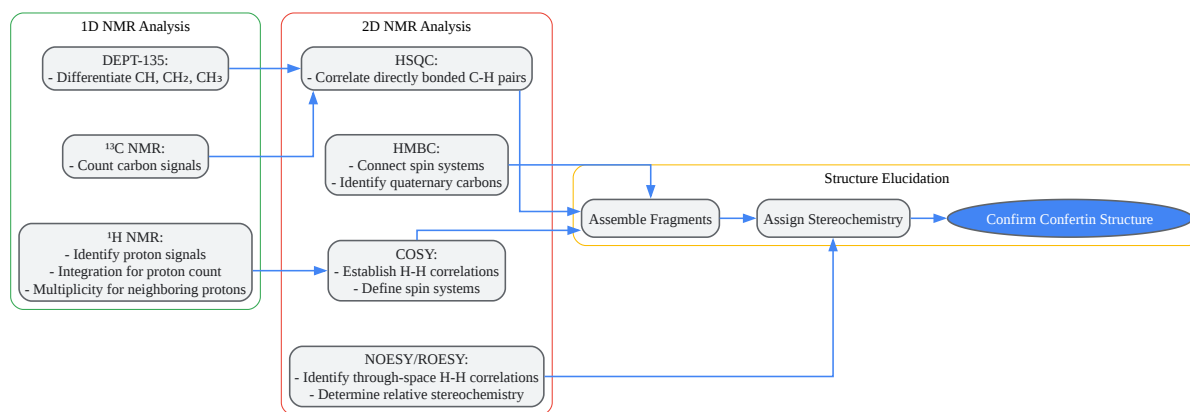 1D NMR Analysis
DEPT-135:
- Differentiate CH, CH₂, CH₃
¹³C NMR:
- Count carbon signals
¹H NMR:
- Identify proton signals
- Integration for proton count
- Multiplicity for neighboring protons
2D NMR Analysis
HSQC:
- Correlate directly bonded C-H pairs
HMBC:
- Connect spin systems
- Identify quaternary carbons
COSY:
- Establish H-H correlations
- Define spin systems
NOESY/ROESY:
- Identify through-space H-H correlations
- Determine relative stereochemistry
Structure Elucidation
Assemble Fragments
Assign Stereochemistry
Confirm Confertin Structure